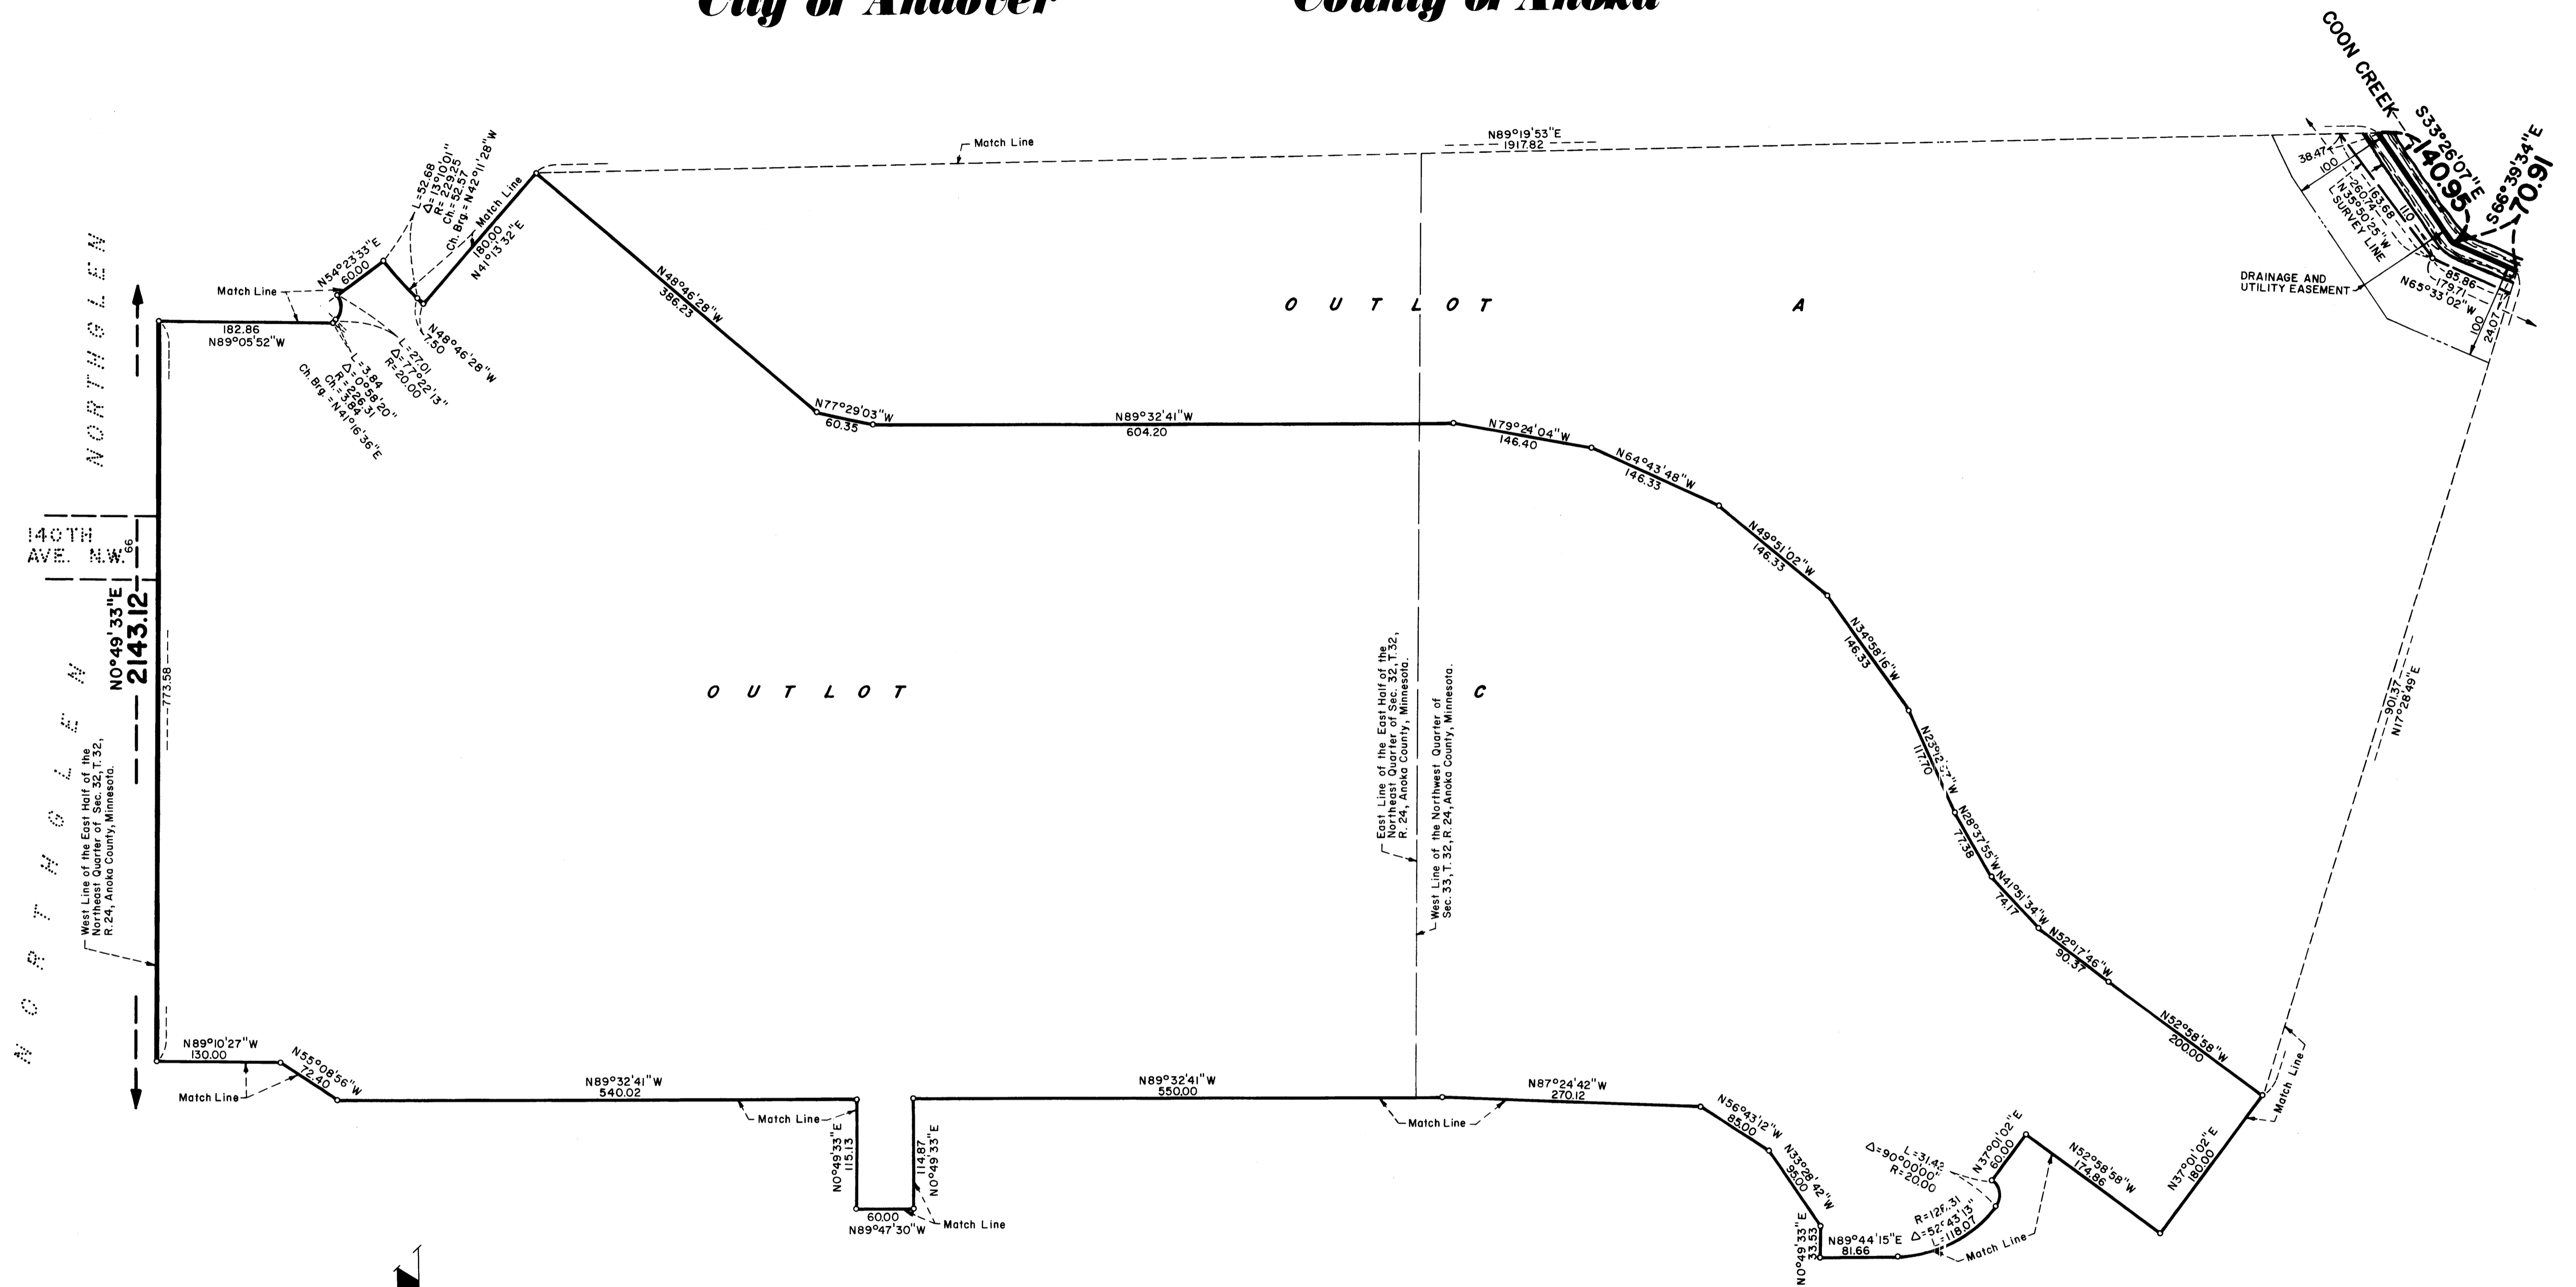 City of Andover
County of Anoka
COON CREEK
S33°26'07"E
140.95
S66°39'34"E
70.91
N89°19'53"E
1917.82
Match Line
38.47
100
163.68
260.74
N35°50'25"W
SURVEY LINE
110
85.86
179.71
N65°33'02"W
100
24.07
DRAINAGE AND
UTILITY EASEMENT
L=52.68
Δ=13°10'01"
R=229.25
Ch.=52.57
Ch. Brg.=N42°11'28"W
Match Line
180.00
N41°13'32"E
N54°23'33"E
60.00
Match Line
182.86
N89°05'52"W
N48°46'28"W
7.50
L=27.01
Δ=77°22'13"
R=20.00
L=3.84
Δ=0°58'20"
R=226.31
Ch.=3.84
Ch. Brg.=N41°16'36"E
N48°46'28"W
386.23
OUTLOT A
N77°29'03"W
60.35
N89°32'41"W
604.20
N79°24'04"W
146.40
N64°43'48"W
146.33
N49°51'02"W
146.33
N34°58'16"W
146.33
117.70
N28°37'55"W
77.38
N41°51'34"W
74.17
N52°17'46"W
90.37
N52°58'58"W
200.00
901.37
N17°28'49"E
Match Line
NORTHGLEN
140TH
AVE. N.W.
66
N0°49'33"E
2143.12
773.58
NORTHGLEN
West Line of the East Half of the
Northeast Quarter of Sec. 32, T.32,
R.24, Anoka County, Minnesota.
OUTLOT C
East Line of the East Half of the
Northeast Quarter of Sec. 32, T.32,
R. 24, Anoka County, Minnesota.
West Line of the Northwest Quarter of
Sec. 33, T. 32, R. 24, Anoka County, Minnesota.
N89°10'27"W
130.00
N55°08'56"W
72.40
Match Line
N89°32'41"W
540.02
Match Line
N0°49'33"E
115.13
114.87
N0°49'33"E
60.00
N89°47'30"W
Match Line
N89°32'41"W
550.00
Match Line
N87°24'42"W
270.12
N56°43'12"W
85.00
N33°28'42"W
95.00
N0°49'33"E
33.53
N89°44'15"E
81.66
L=31.42
Δ=90°00'00"
R=20.00
Δ=52°43'13"
L=118.07
Match Line
N37°01'02"E
60.00
N52°58'58"W
174.86
N37°01'02"E
180.00